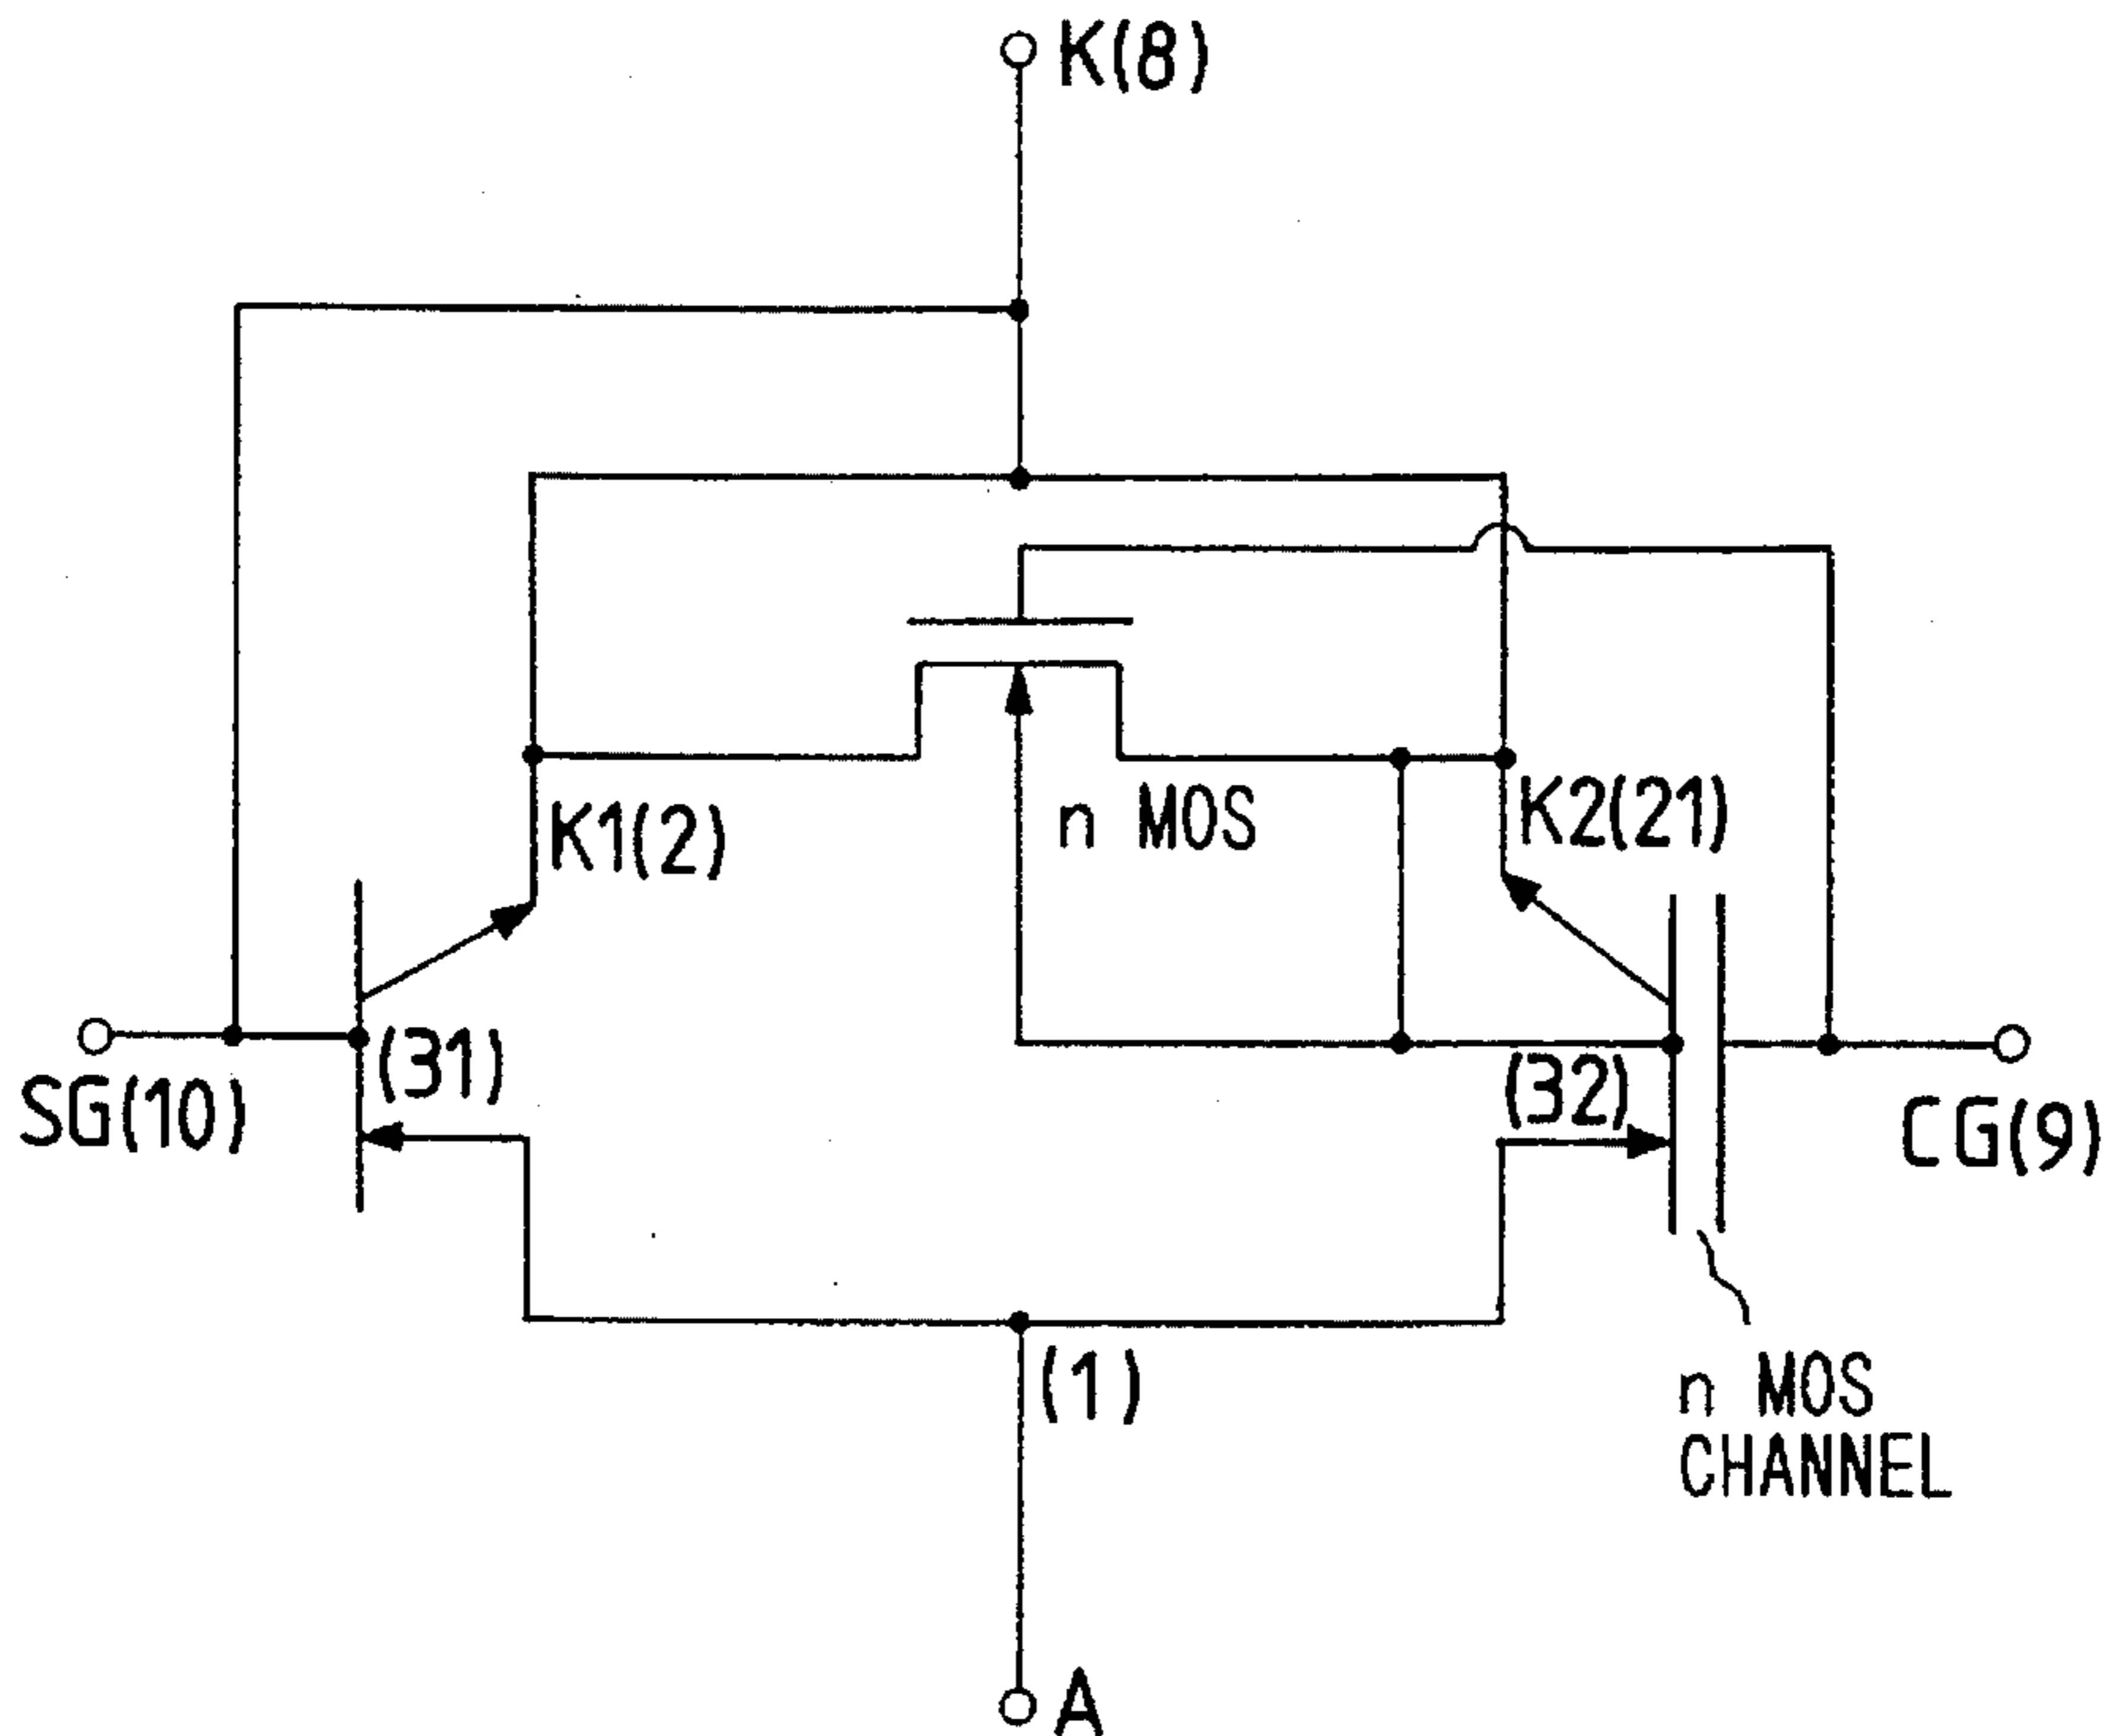 K(8)
n MOS
K2(21)
K1(2)
(31)
(32)
SG(10)
CG(9)
(1)
n MOS
CHANNEL
A